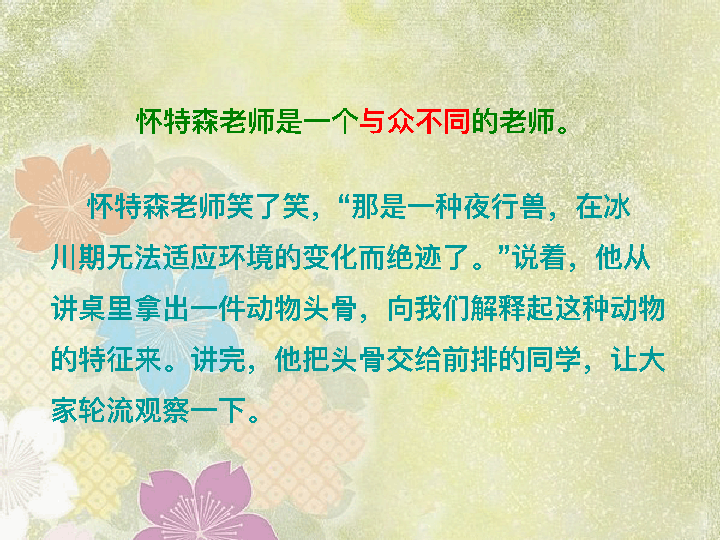 怀特森老师是一个与众不同的老师。
怀特森老师笑了笑，“那是一种夜行兽，在冰
川期无法适应环境的变化而绝迹了。”说着，他从
讲桌里拿出一件动物头骨，向我们解释起这种动物
的特征来。讲完，他把头骨交给前排的同学，让大
家轮流观察一下。